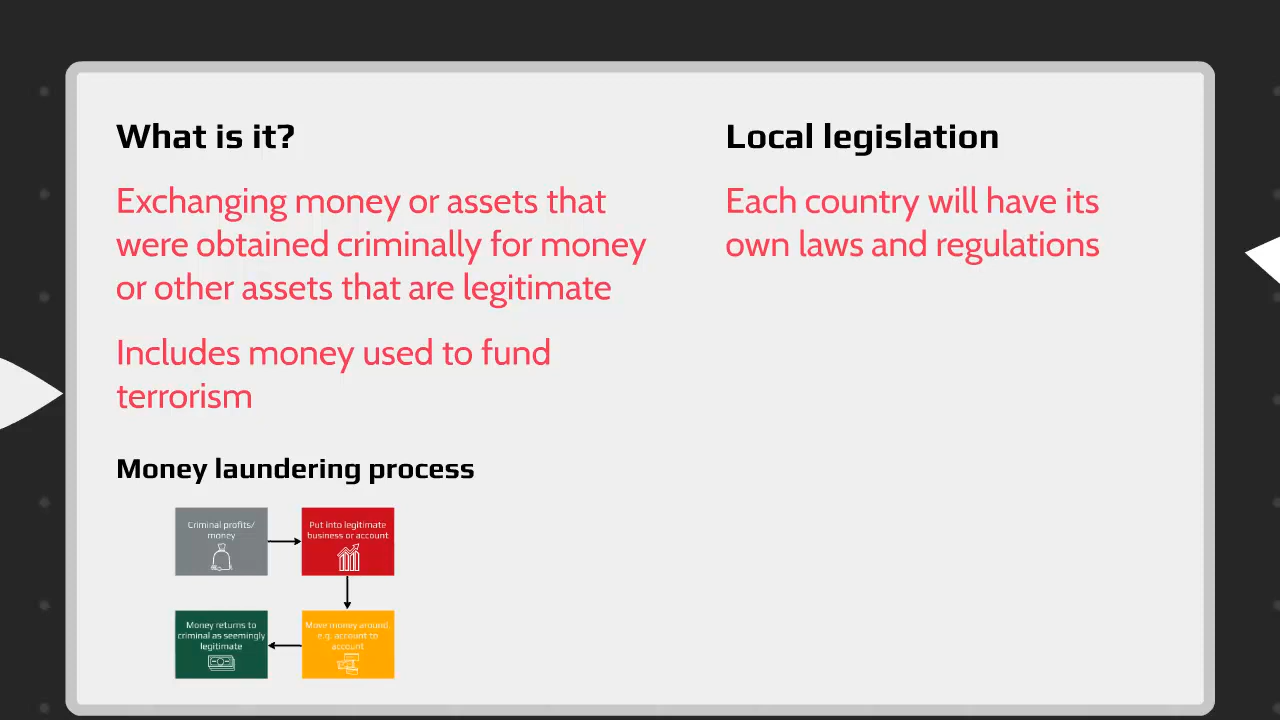 What is it?
Exchanging money or assets that
were obtained criminally for money
or other assets that are legitimate
Includes money used to fund
terrorism
Local legislation
Each country will have its
own laws and regulations
Money laundering process
Criminal profits/
money
Put into legitimate
business or account
Move money around,
e.g. account to
account
Money returns to
criminal as seemingly
legitimate